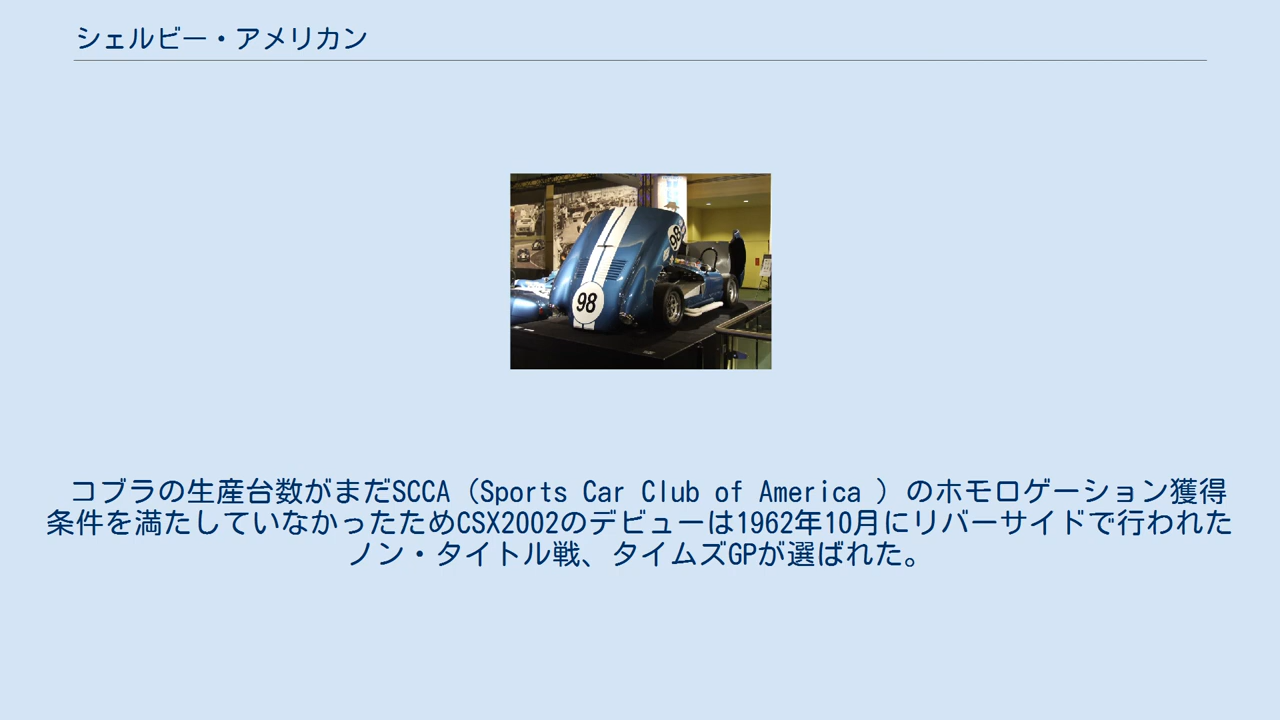 シェルビー・アメリカン
98
98
コブラの生産台数がまだSCCA（Sports Car Club of America ）のホモロゲーション獲得
条件を満たしていなかったためCSX2002のデビューは1962年10月にリバーサイドで行われた
ノン・タイトル戦、タイムズGPが選ばれた。